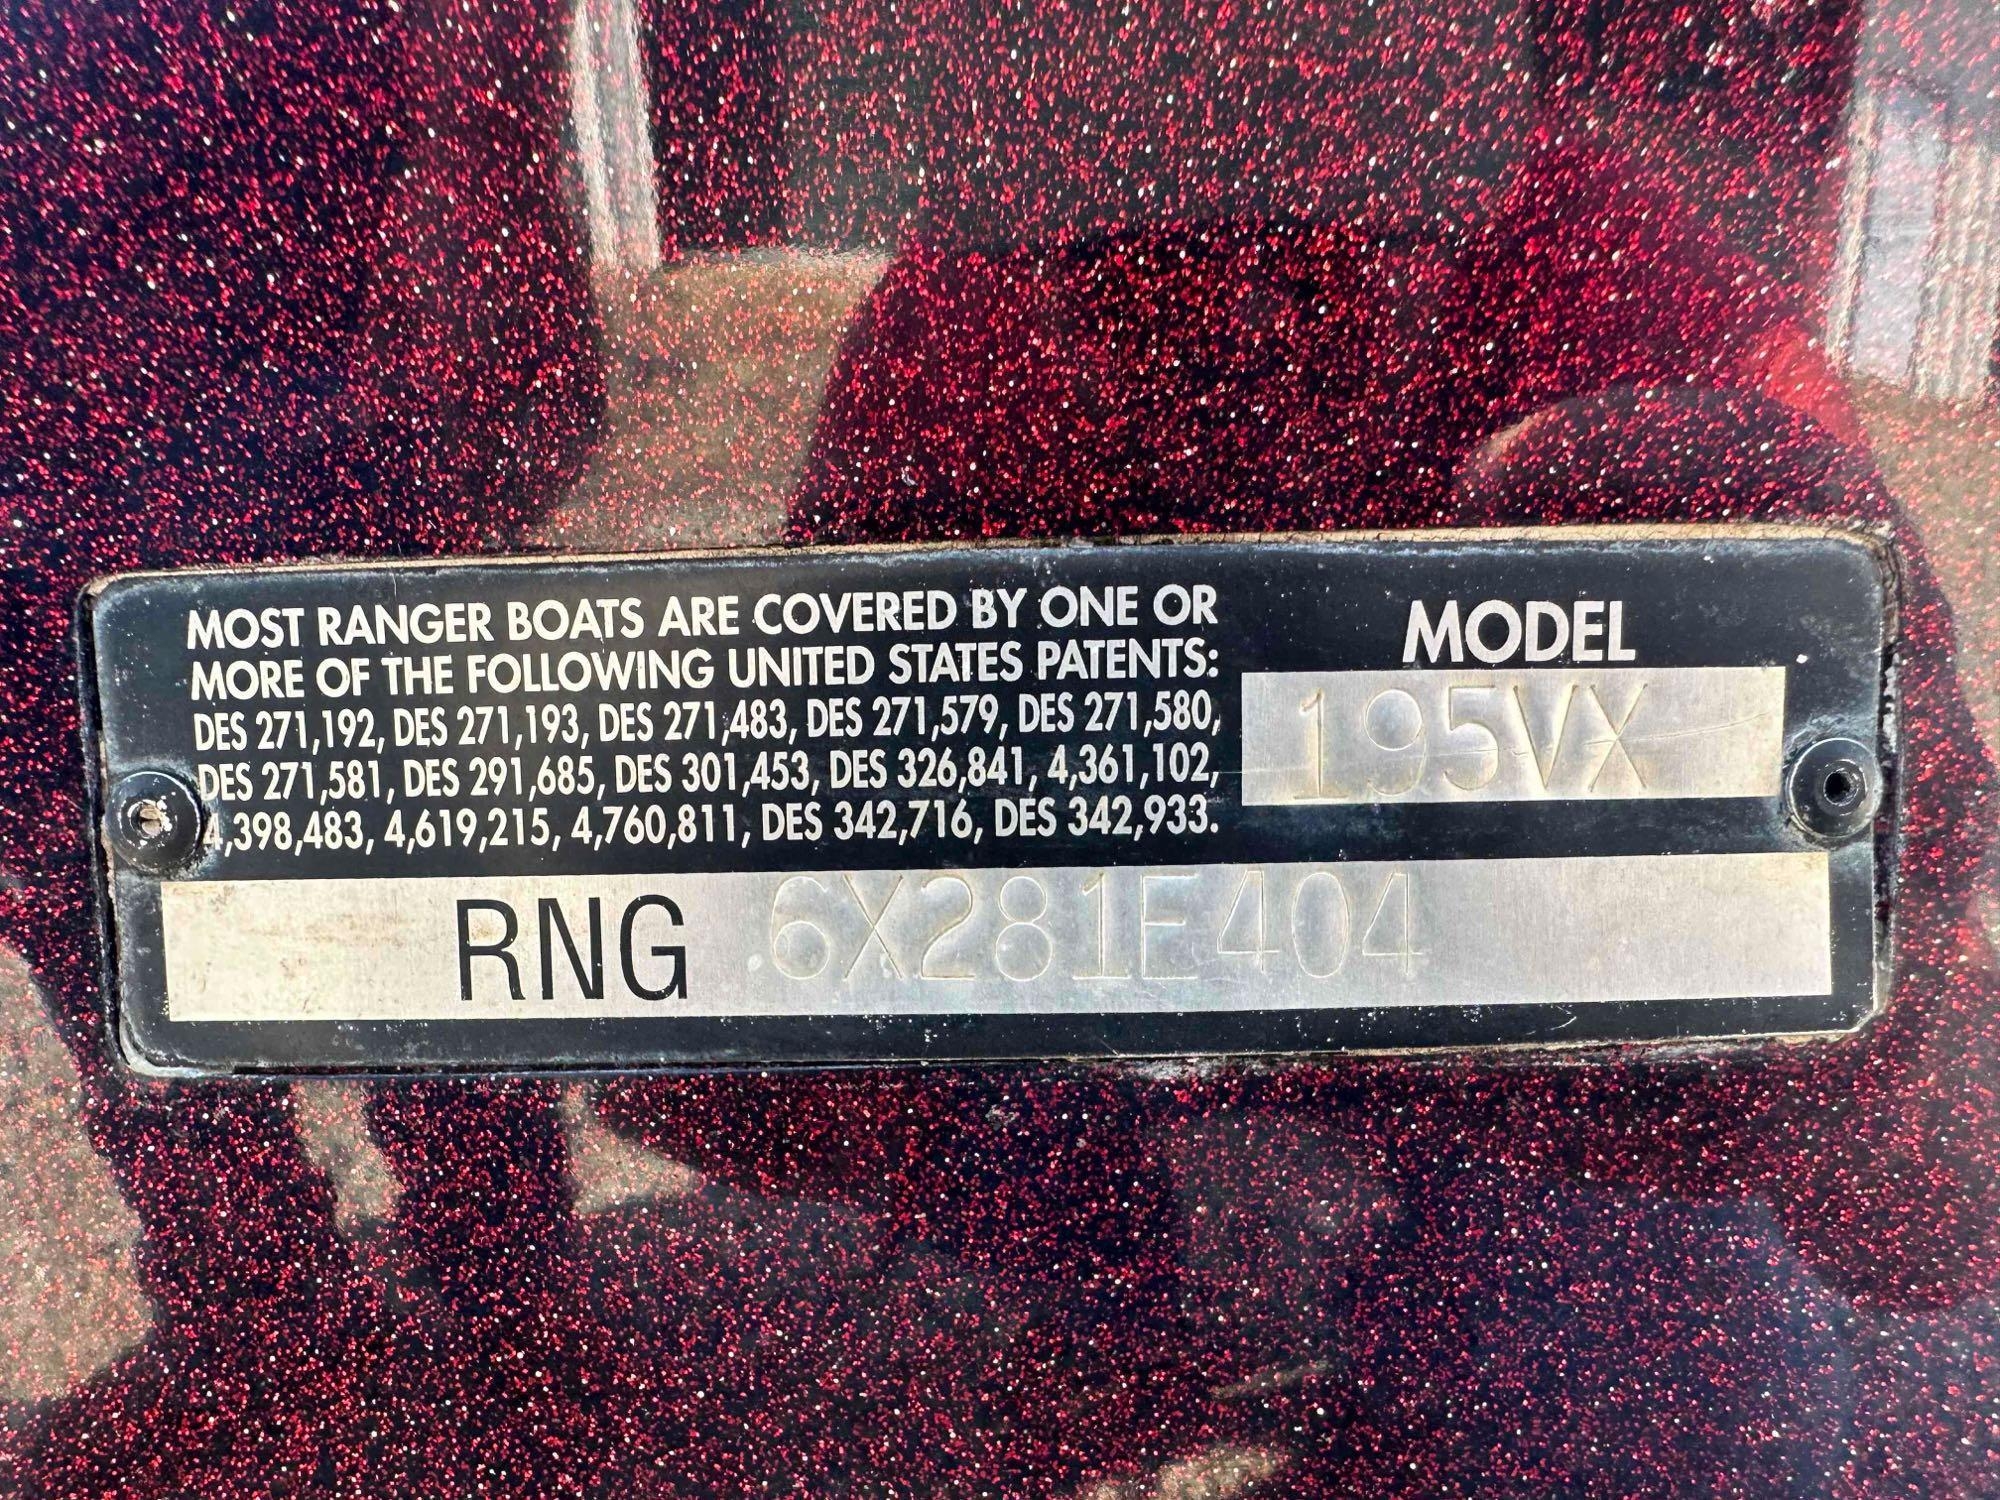 MOST RANGER BOATS ARE COVERED BY ONE OR
MORE OF THE FOLLOWING UNITED STATES PATENTS:
DES 271,192, DES 271,193, DES 271,483, DES 271,579, DES 271,580,
DES 271,581, DES 291,685, DES 301,453, DES 326,841, 4,361,102,
4,398,483, 4,619,215, 4,760,811, DES 342,716, DES 342,933.
MODEL
195VX
RNG 6X281E404